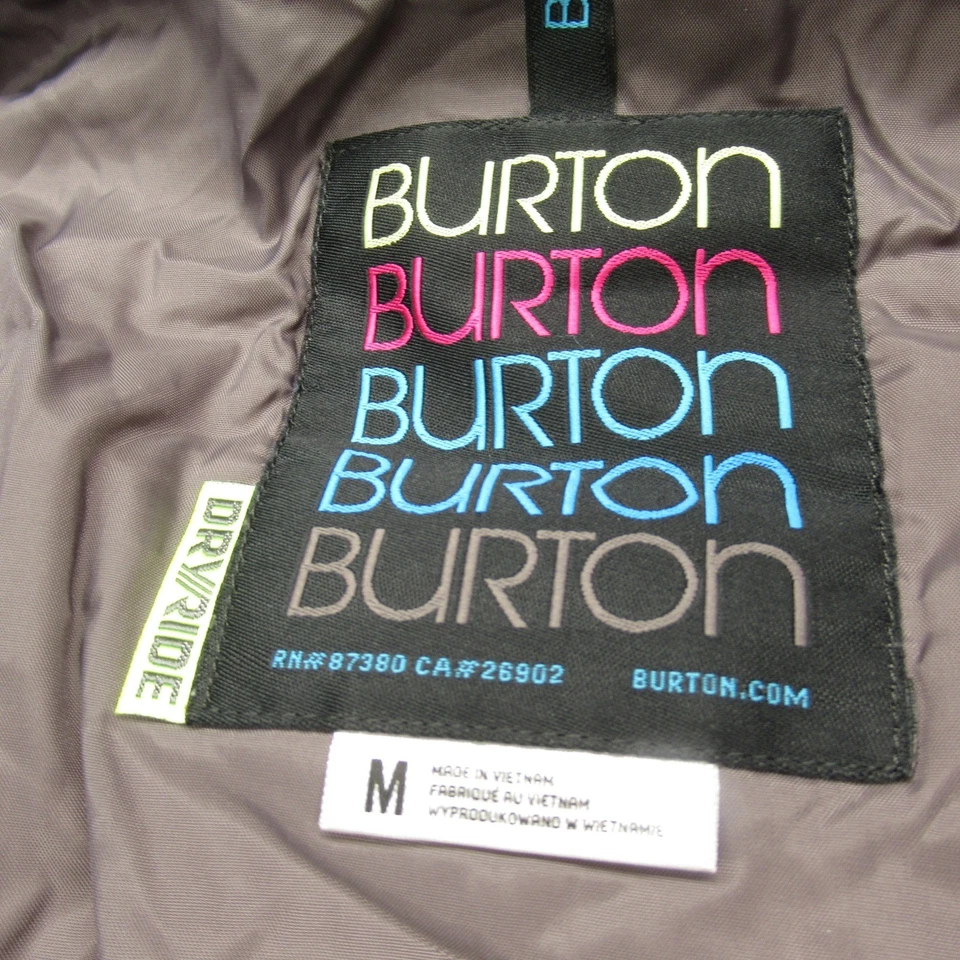 B
BURTON
BURTON
BURTON
BURTON
BURTON
DRY//RIDE
RN#87380 CA#26902 BURTON.COM
M
MADE IN VIETNAM
FABRIQUÉ AU VIETNAM
WYPRODUKOWANO W WIETNAMIE